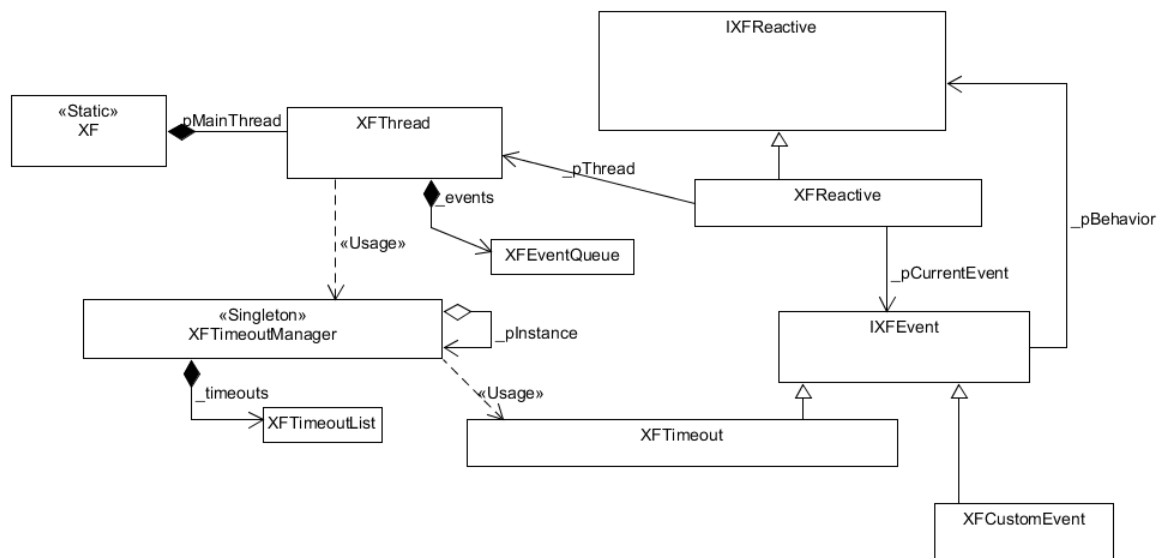 IXFReactive
«Static»
XF
_pMainThread
XFThread
_pThread
XFReactive
_events
_pBehavior
«Usage»
XFEventQueue
_pCurrentEvent
«Singleton»
XFTimeoutManager
_pInstance
IXFEvent
_timeouts
«Usage»
XFTimeoutList
XFTimeout
XFCustomEvent